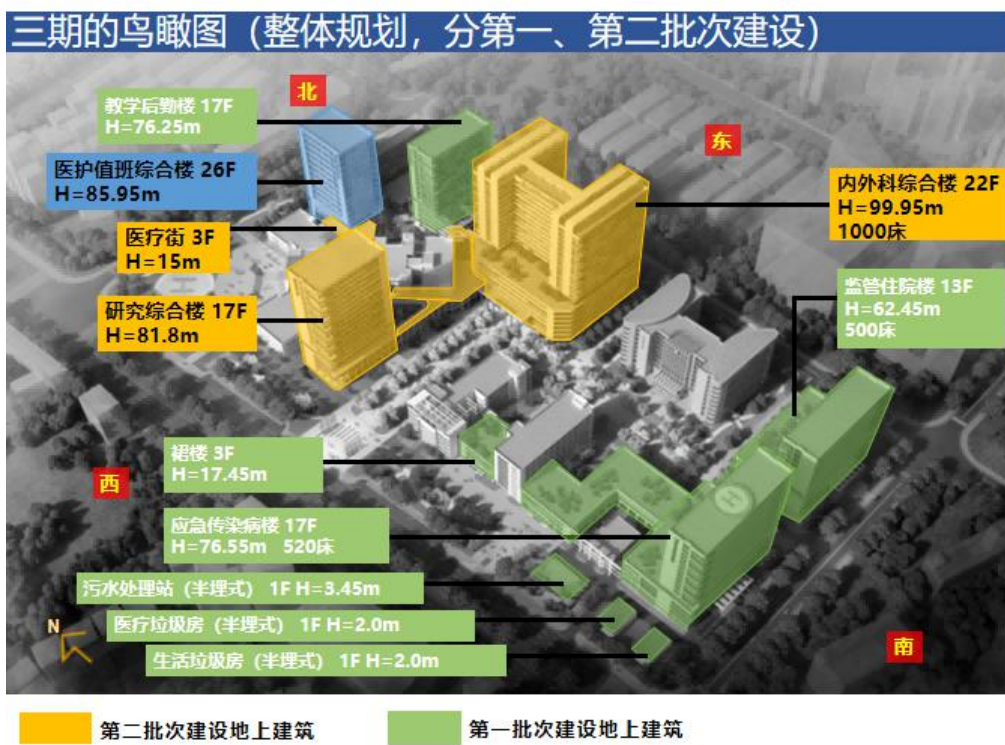 三期的鸟瞰图（整体规划，分第一、第二批次建设）
北
教学后勤楼 17F
H=76.25m
东
医护值班综合楼 26F
H=85.95m
内外科综合楼 22F
H=99.95m
1000床
医疗街 3F
H=15m
监管住院楼 13F
H=62.45m
500床
研究综合楼 17F
H=81.8m
裙楼 3F
H=17.45m
西
应急传染病楼 17F
H=76.55m 520床
污水处理站（半埋式） 1F H=3.45m
医疗垃圾房（半埋式） 1F H=2.0m
N
南
生活垃圾房（半埋式） 1F H=2.0m
第二批次建设地上建筑
第一批次建设地上建筑